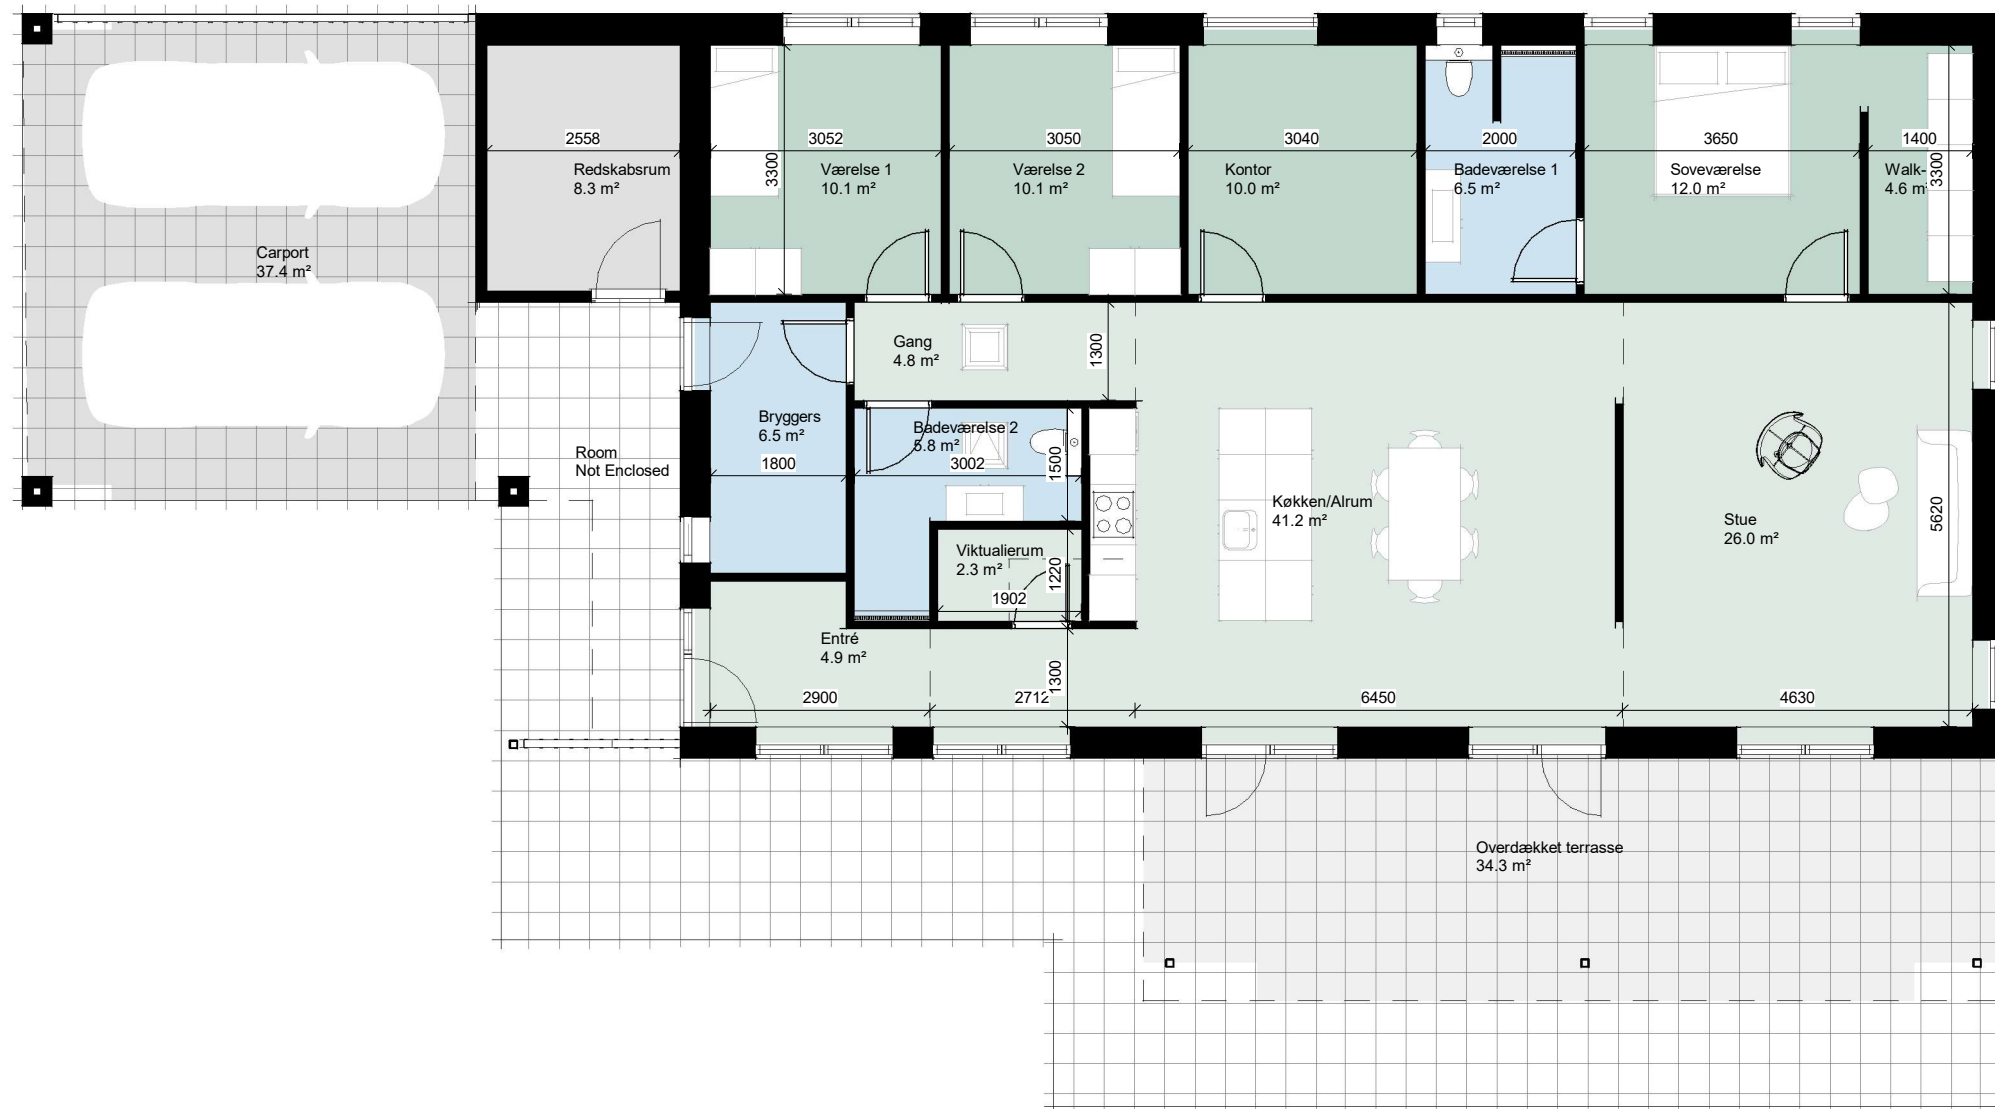 2558
3052
3050
3040
2000
3650
1400
3300
3300
Redskabsrum
8.3 m²
Værelse 1
10.1 m²
Værelse 2
10.1 m²
Kontor
10.0 m²
Badeværelse 1
6.5 m²
Soveværelse
12.0 m²
Walk-
4.6 m²
Carport
37.4 m²
Gang
4.8 m²
1300
Bryggers
6.5 m²
1800
Badeværelse 2
5.8 m²
3002
1500
Room
Not Enclosed
Køkken/Alrum
41.2 m²
Stue
26.0 m²
5620
Viktualierum
2.3 m²
1220
1902
Entré
4.9 m²
1300
2900
2712
6450
4630
Overdækket terrasse
34.3 m²